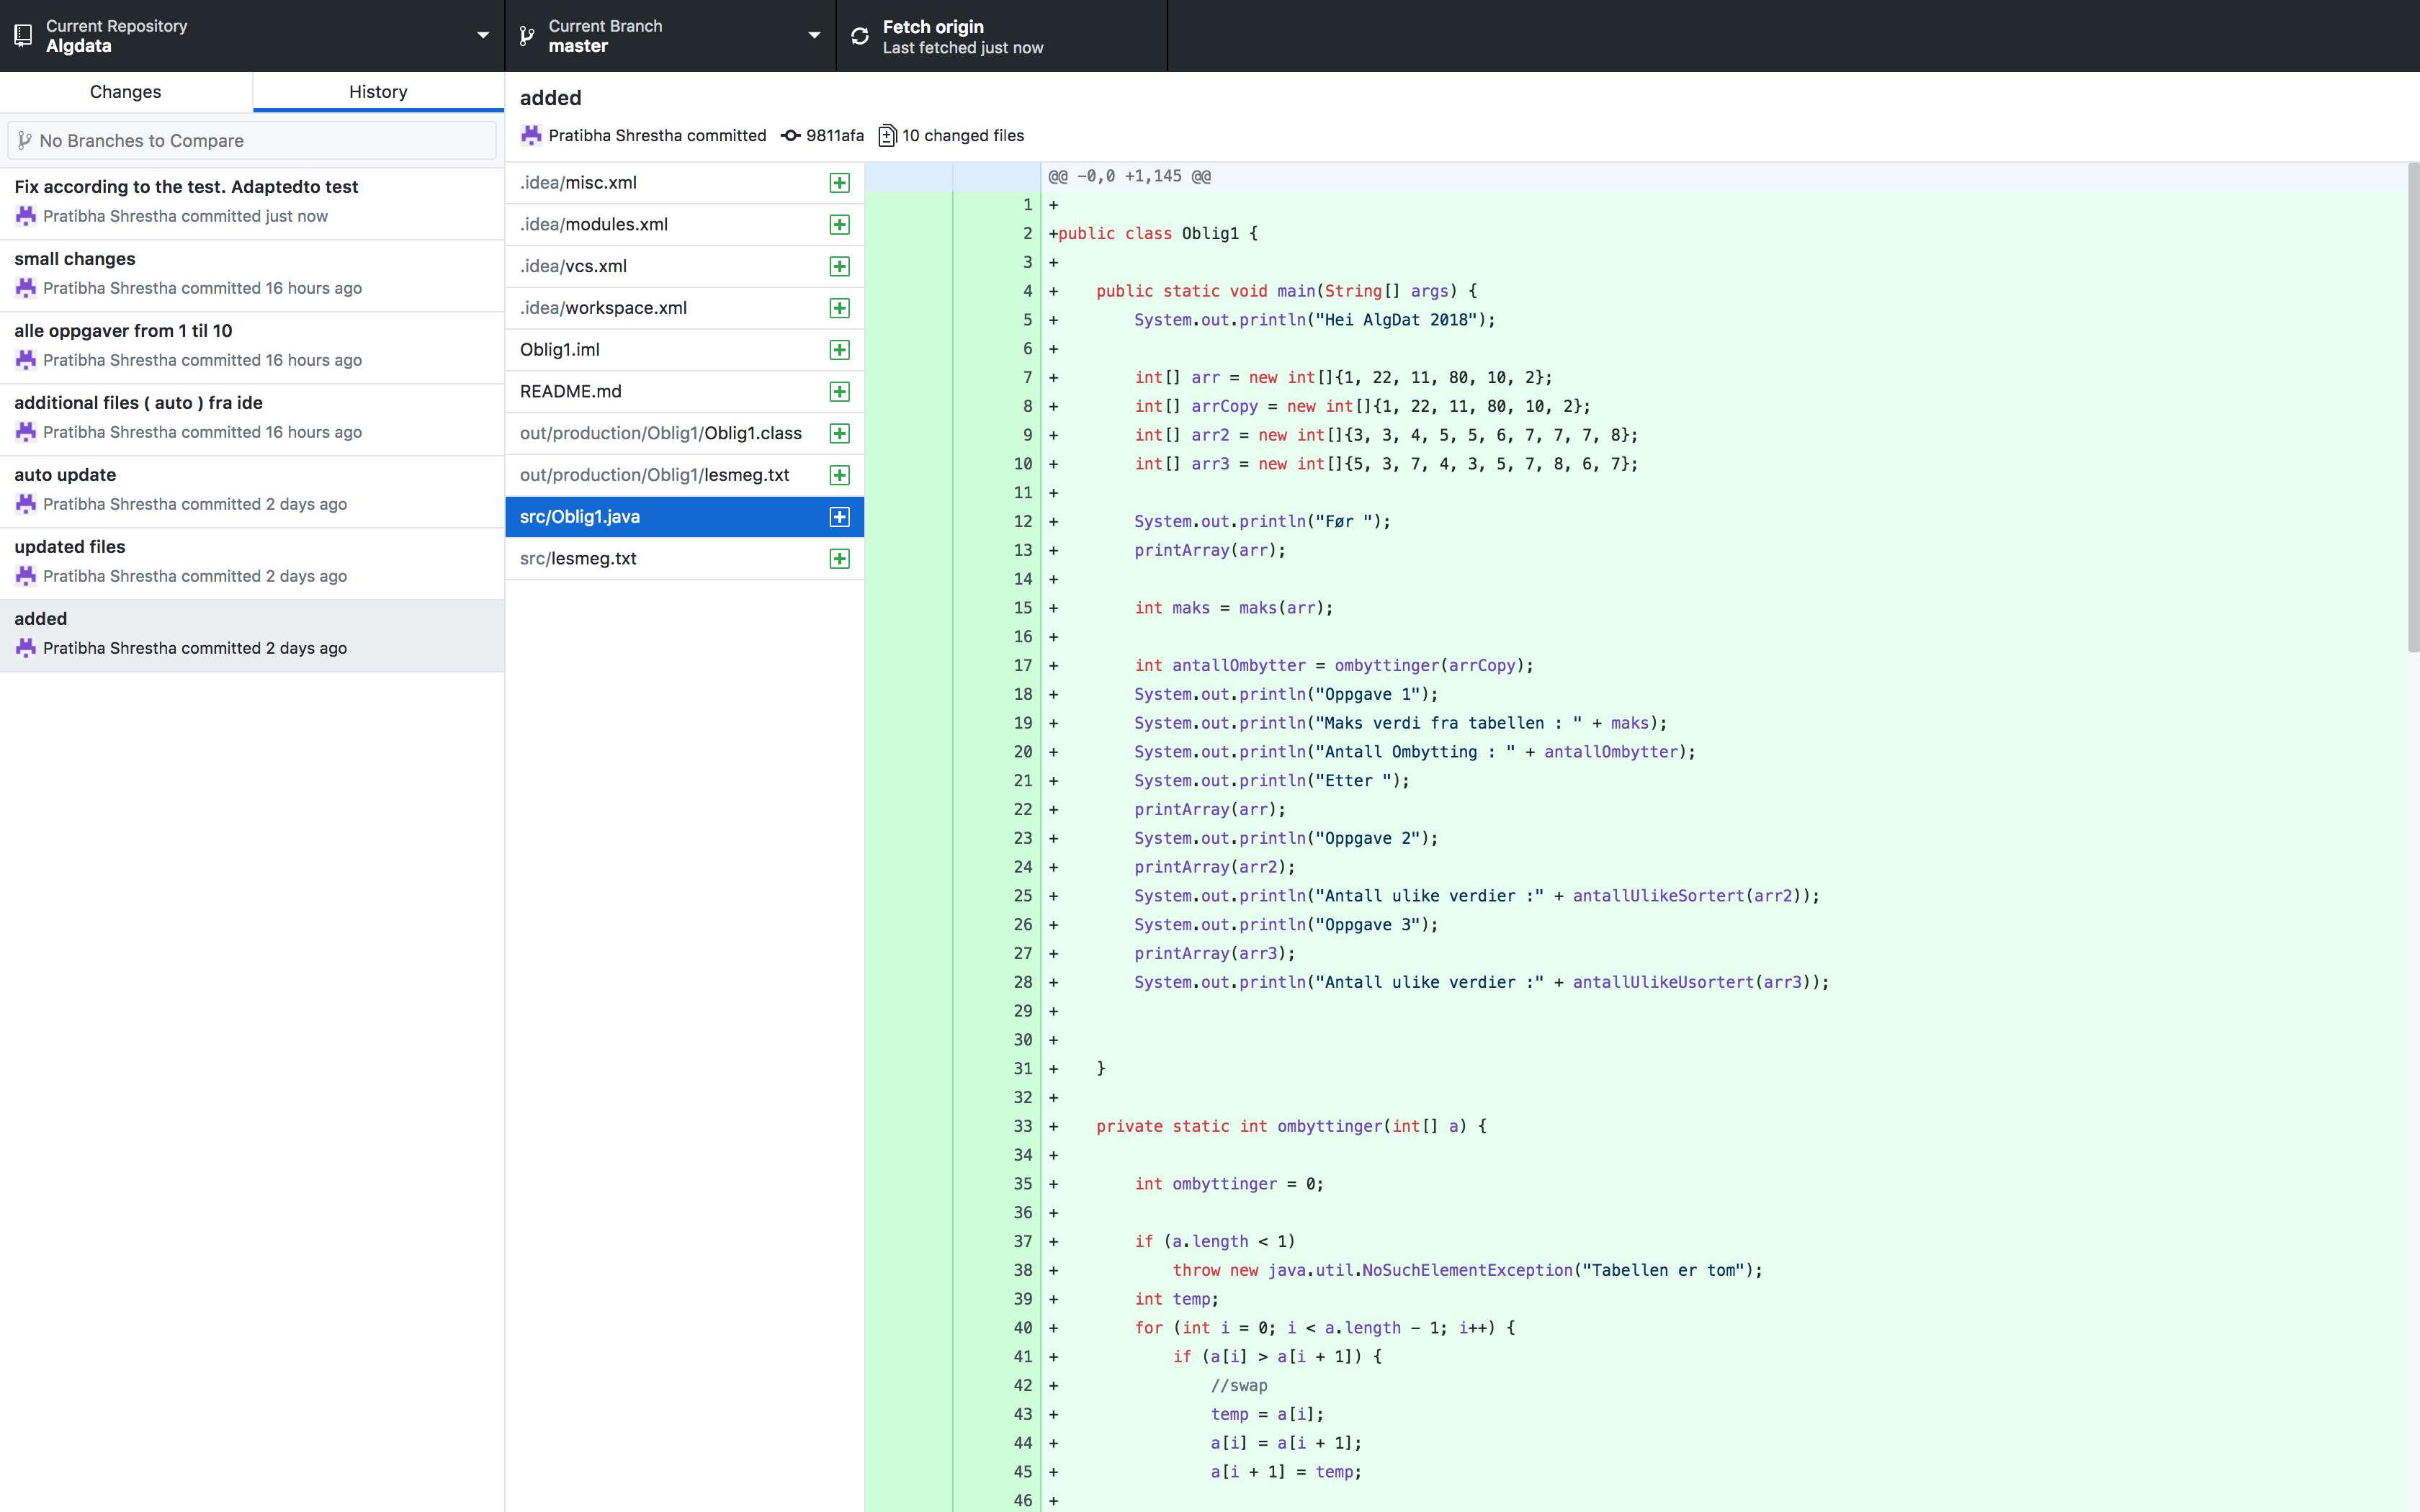 Current Repository
Algdata
Current Branch
master
Fetch origin
Last fetched just now
Changes
History
No Branches to Compare
Fix according to the test. Adaptedto test
Pratibha Shrestha committed just now
small changes
Pratibha Shrestha committed 16 hours ago
alle oppgaver from 1 til 10
Pratibha Shrestha committed 16 hours ago
additional files ( auto ) fra ide
Pratibha Shrestha committed 16 hours ago
auto update
Pratibha Shrestha committed 2 days ago
updated files
Pratibha Shrestha committed 2 days ago
added
Pratibha Shrestha committed 2 days ago
added
Pratibha Shrestha committed 9811afa 10 changed files
.idea/misc.xml
.idea/modules.xml
.idea/vcs.xml
.idea/workspace.xml
Oblig1.iml
README.md
out/production/Oblig1/Oblig1.class
out/production/Oblig1/lesmeg.txt
src/Oblig1.java
src/lesmeg.txt
@@ -0,0 +1,145 @@
1 +
2 +public class Oblig1 {
3 +
4 +    public static void main(String[] args) {
5 +        System.out.println("Hei AlgDat 2018");
6 +
7 +        int[] arr = new int[]{1, 22, 11, 80, 10, 2};
8 +        int[] arrCopy = new int[]{1, 22, 11, 80, 10, 2};
9 +        int[] arr2 = new int[]{3, 3, 4, 5, 5, 6, 7, 7, 7, 8};
10 +        int[] arr3 = new int[]{5, 3, 7, 4, 3, 5, 7, 8, 6, 7};
11 +
12 +        System.out.println("Før ");
13 +        printArray(arr);
14 +
15 +        int maks = maks(arr);
16 +
17 +        int antallOmbytter = ombyttinger(arrCopy);
18 +        System.out.println("Oppgave 1");
19 +        System.out.println("Maks verdi fra tabellen : " + maks);
20 +        System.out.println("Antall Ombytting : " + antallOmbytter);
21 +        System.out.println("Etter ");
22 +        printArray(arr);
23 +        System.out.println("Oppgave 2");
24 +        printArray(arr2);
25 +        System.out.println("Antall ulike verdier :" + antallUlikeSortert(arr2));
26 +        System.out.println("Oppgave 3");
27 +        printArray(arr3);
28 +        System.out.println("Antall ulike verdier :" + antallUlikeUsortert(arr3));
29 +
30 +
31 +    }
32 +
33 +    private static int ombyttinger(int[] a) {
34 +
35 +        int ombyttinger = 0;
36 +
37 +        if (a.length < 1)
38 +            throw new java.util.NoSuchElementException("Tabellen er tom");
39 +        int temp;
40 +        for (int i = 0; i < a.length - 1; i++) {
41 +            if (a[i] > a[i + 1]) {
42 +                //swap
43 +                temp = a[i];
44 +                a[i] = a[i + 1];
45 +                a[i + 1] = temp;
46 +